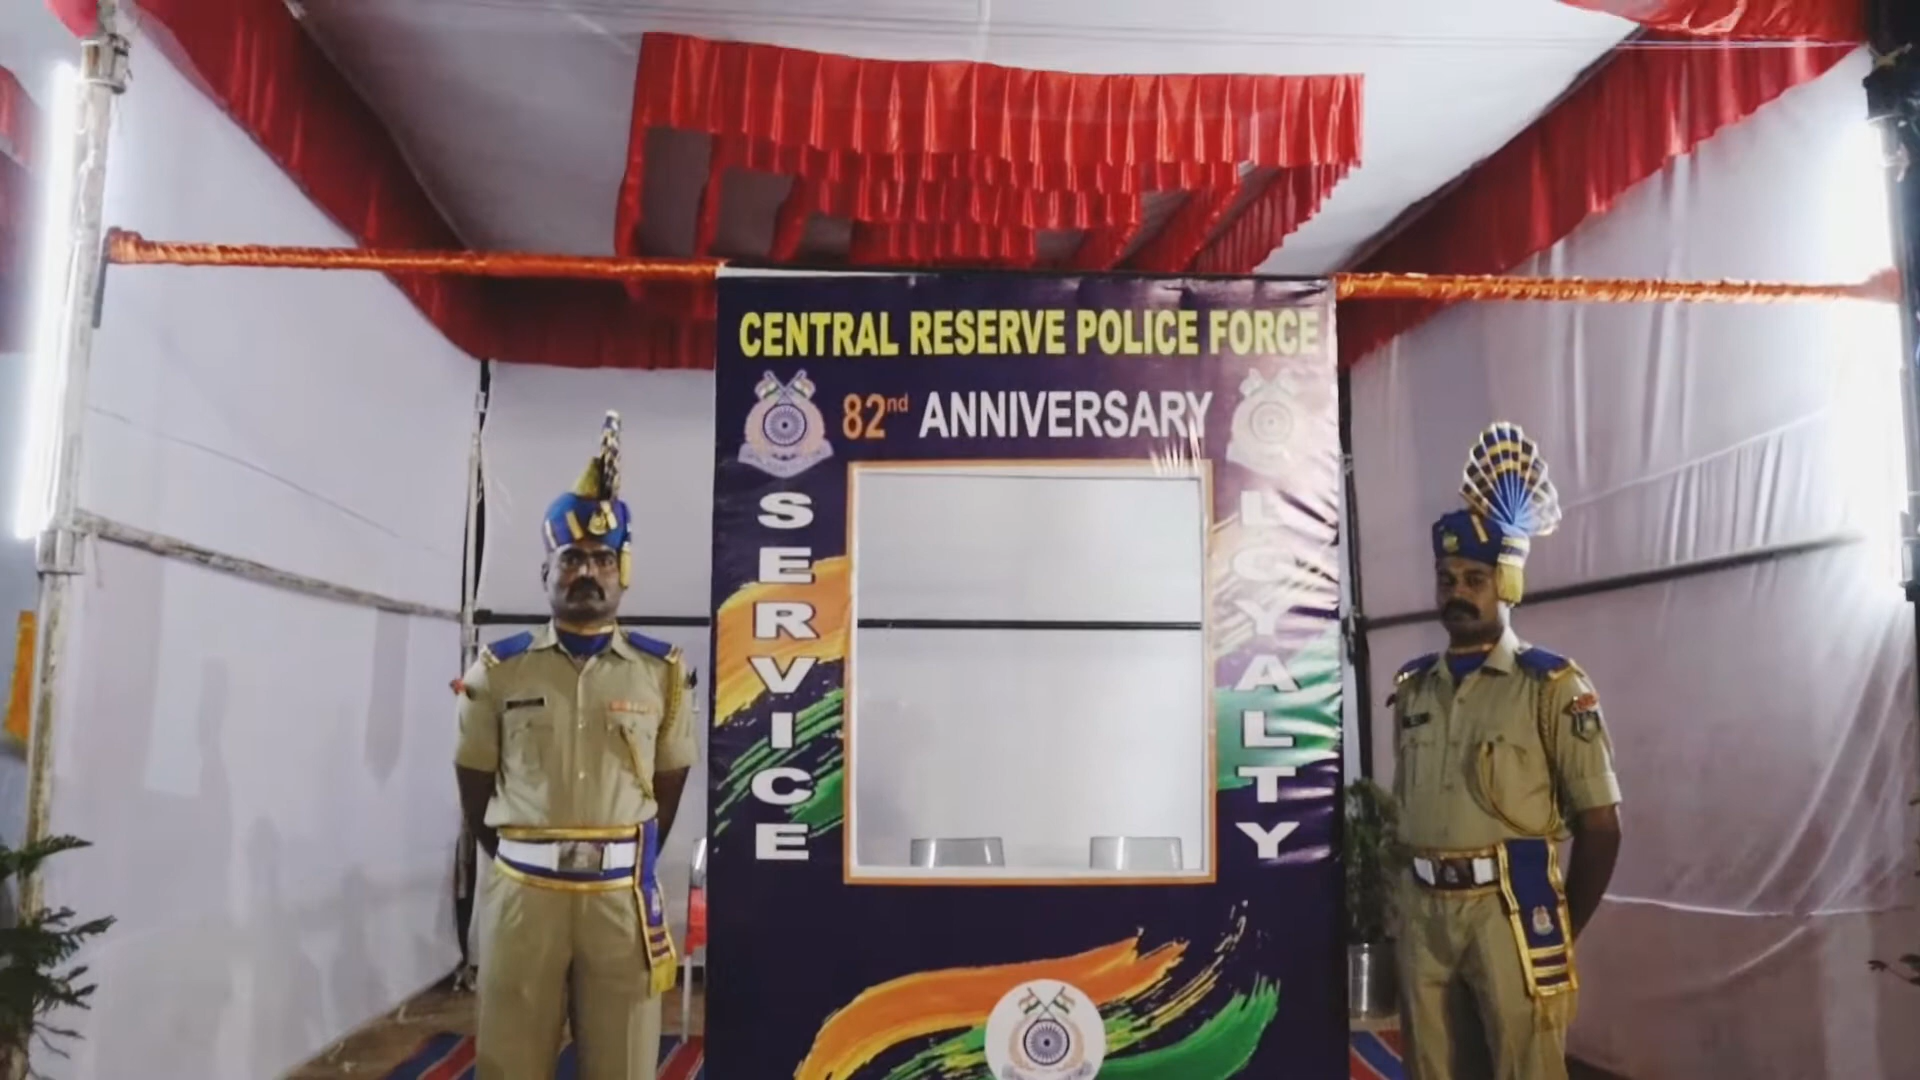 CENTRAL RESERVE POLICE FORCE
82nd ANNIVERSARY
SERVICE
LOYALTY